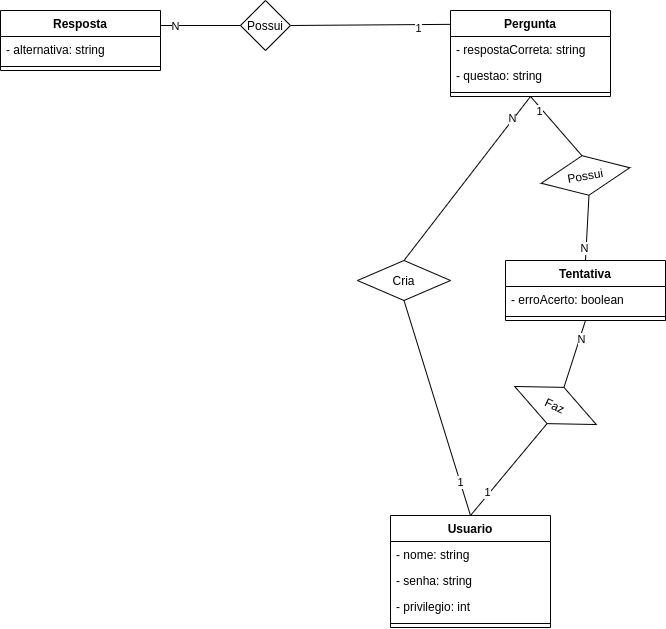 Resposta
- alternativa: string
N
Possui
1
Pergunta
- respostaCorreta: string
- questao: string
N
1
Possui
N
Cria
Tentativa
- erroAcerto: boolean
N
Faz
1
1
Usuario
- nome: string
- senha: string
- privilegio: int